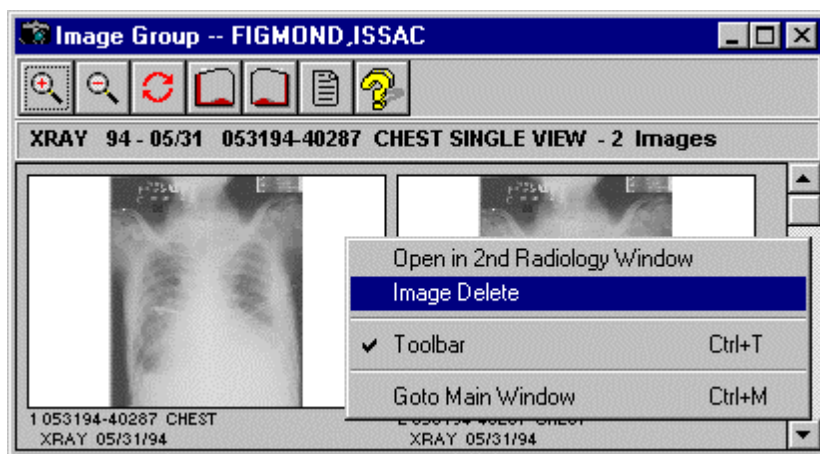 Image Group -- FIGMOND,ISSAC
XRAY 94 - 05/31 053194-40287 CHEST SINGLE VIEW - 2 Images
Open in 2nd Radiology Window
Image Delete
Toolbar Ctrl+T
Goto Main Window Ctrl+M
1 053194-40287 CHEST
XRAY 05/31/94
XRAY 05/31/94